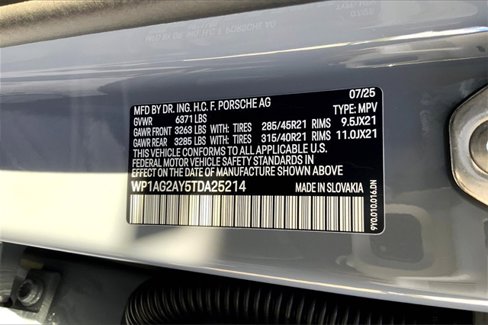 MFD BY DR. ING. H.C. F. PORSCHE AG 07/25
GVWR 6371 LBS TYPE: MPV
GAWR FRONT 3263 LBS WITH: TIRES 285/45R21 RIMS 9.5JX21
GAWR REAR 3285 LBS WITH: TIRES 315/40R21 RIMS 11.0JX21
THIS VEHICLE CONFORMS TO ALL APPLICABLE
FEDERAL MOTOR VEHICLE SAFETY STANDARDS IN
EFFECT ON THE DATE OF MANUFACTURE SHOWN ABOVE
WP1AG2AY5TDA25214 MADE IN SLOVAKIA
9Y0.010.016.DN